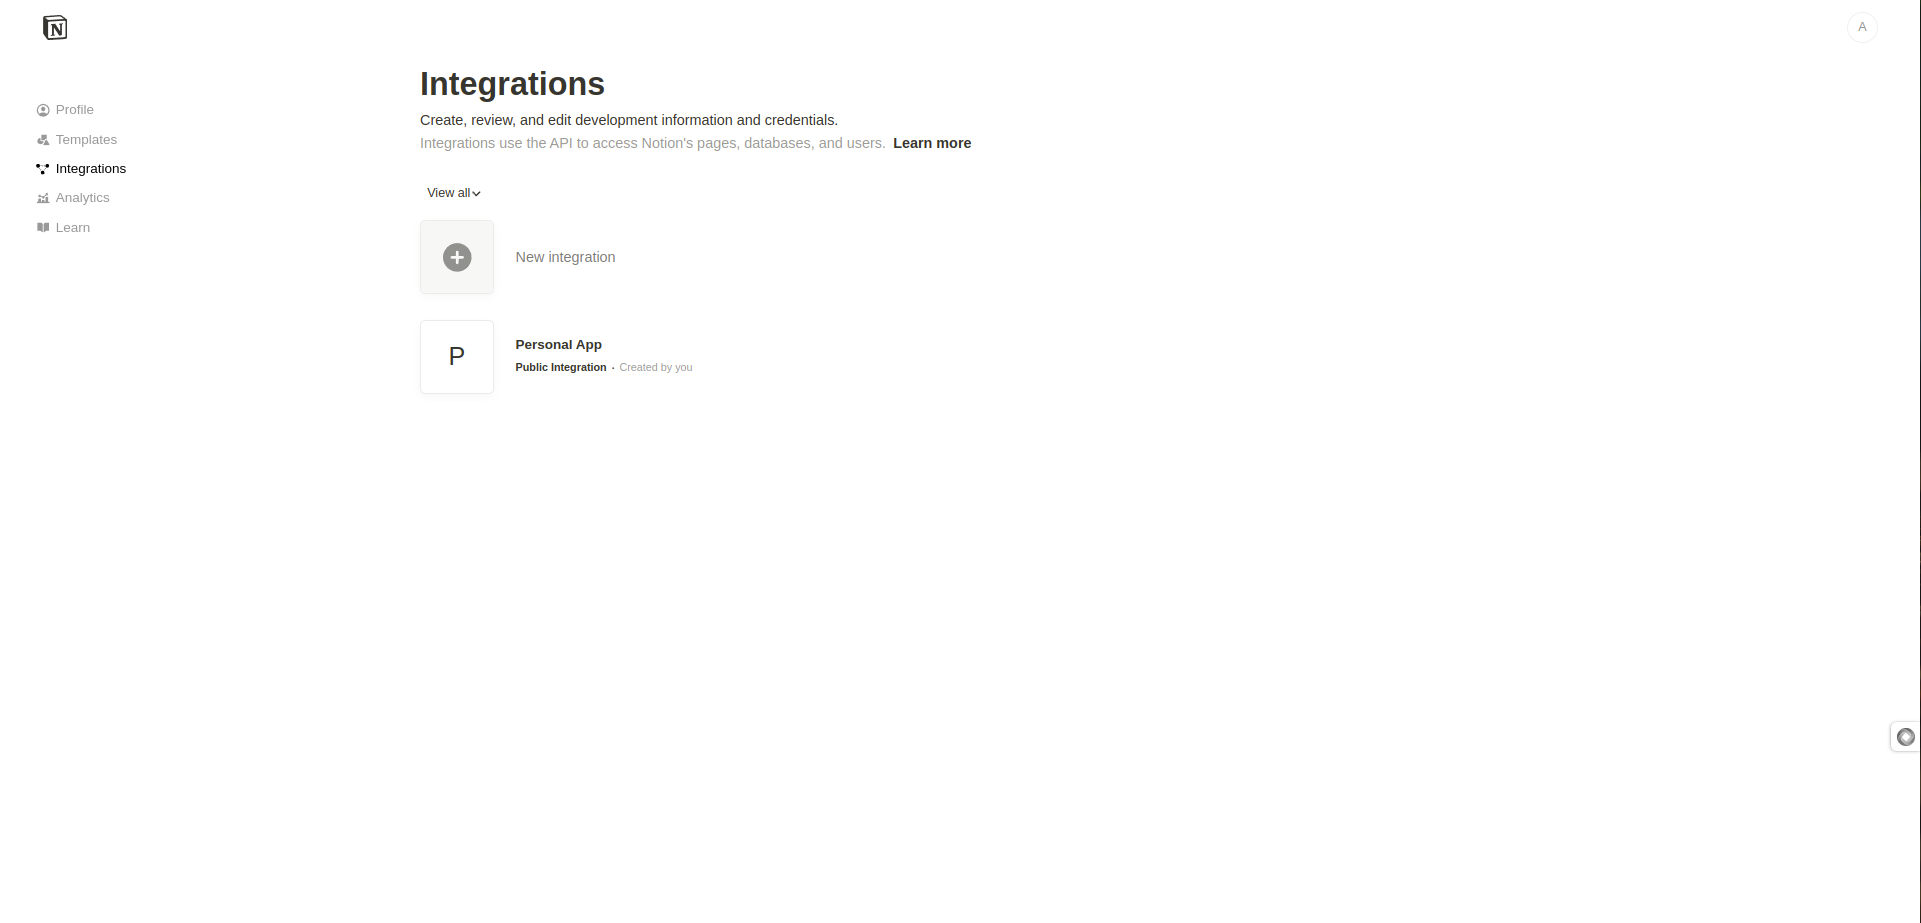 N
A
Profile
Templates
Integrations
Analytics
Learn
Integrations
Create, review, and edit development information and credentials.
Integrations use the API to access Notion's pages, databases, and users. Learn more
View all
New integration
P
Personal App
Public Integration · Created by you